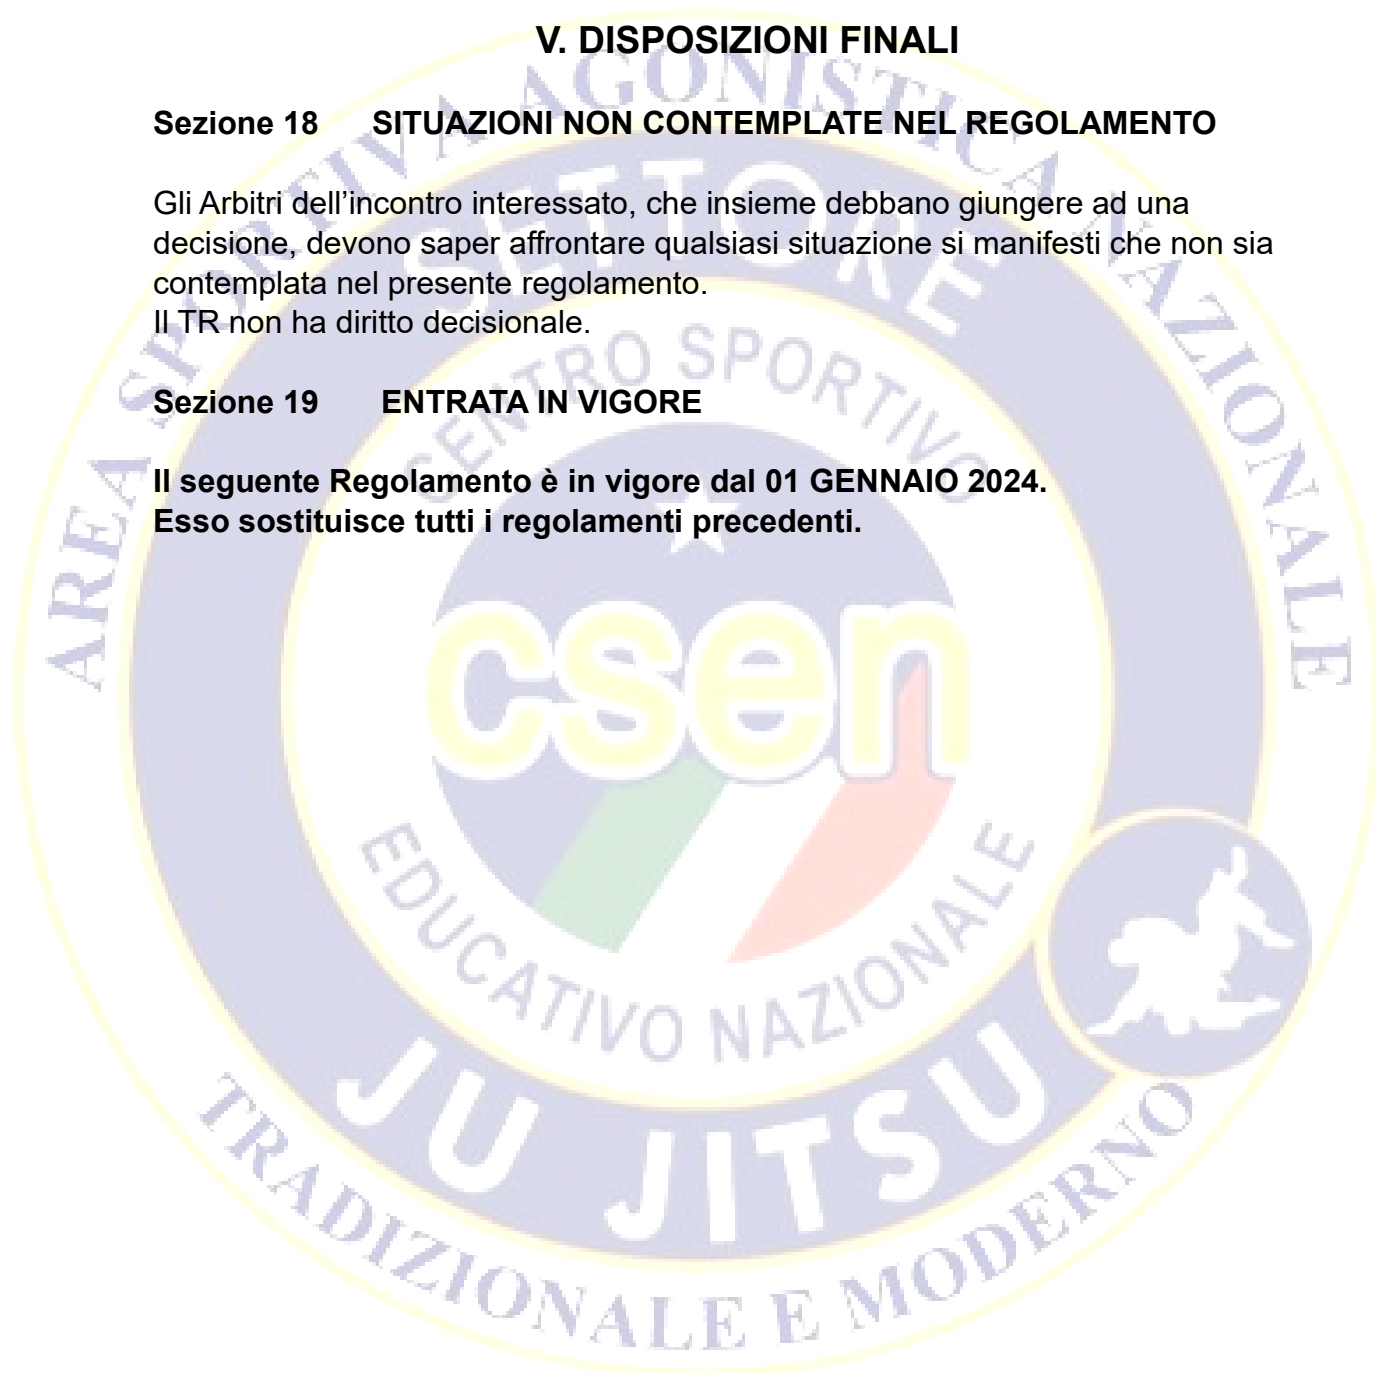 V. DISPOSIZIONI FINALI
Sezione 18 SITUAZIONI NON CONTEMPLATE NEL REGOLAMENTO
Gli Arbitri dell’incontro interessato, che insieme debbano giungere ad una
decisione, devono saper affrontare qualsiasi situazione si manifesti che non sia
contemplata nel presente regolamento.
Il TR non ha diritto decisionale.
Sezione 19 ENTRATA IN VIGORE
Il seguente Regolamento è in vigore dal 01 GENNAIO 2024.
Esso sostituisce tutti i regolamenti precedenti.
AREA SPORTIVA AGONISTICA NAZIONALE
SETTORE
CENTRO SPORTIVO
csen
EDUCATIVO NAZIONALE
JU JITSU
TRADIZIONALE E MODERNO